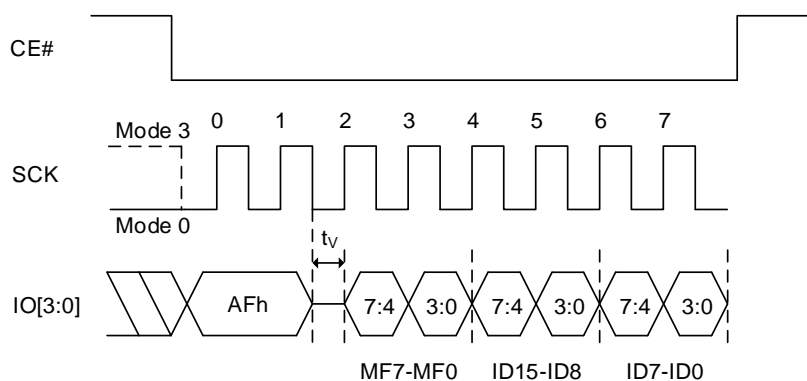 CE#
0 1 2 3 4 5 6 7
Mode 3
SCK
Mode 0
tV
IO[3:0] AFh 7:4 3:0 7:4 3:0 7:4 3:0
MF7-MF0 ID15-ID8 ID7-ID0